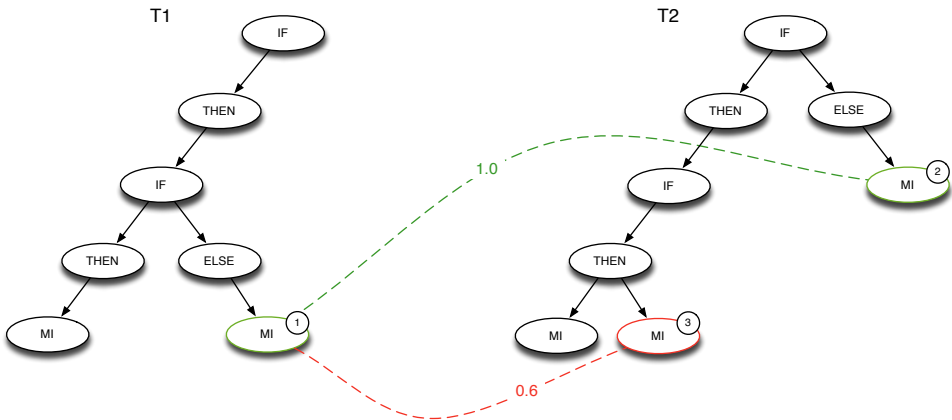 T1
T2
IF
IF
THEN
THEN
ELSE
1.0
2
MI
IF
IF
THEN
ELSE
THEN
MI
1
MI
MI
3
MI
0.6